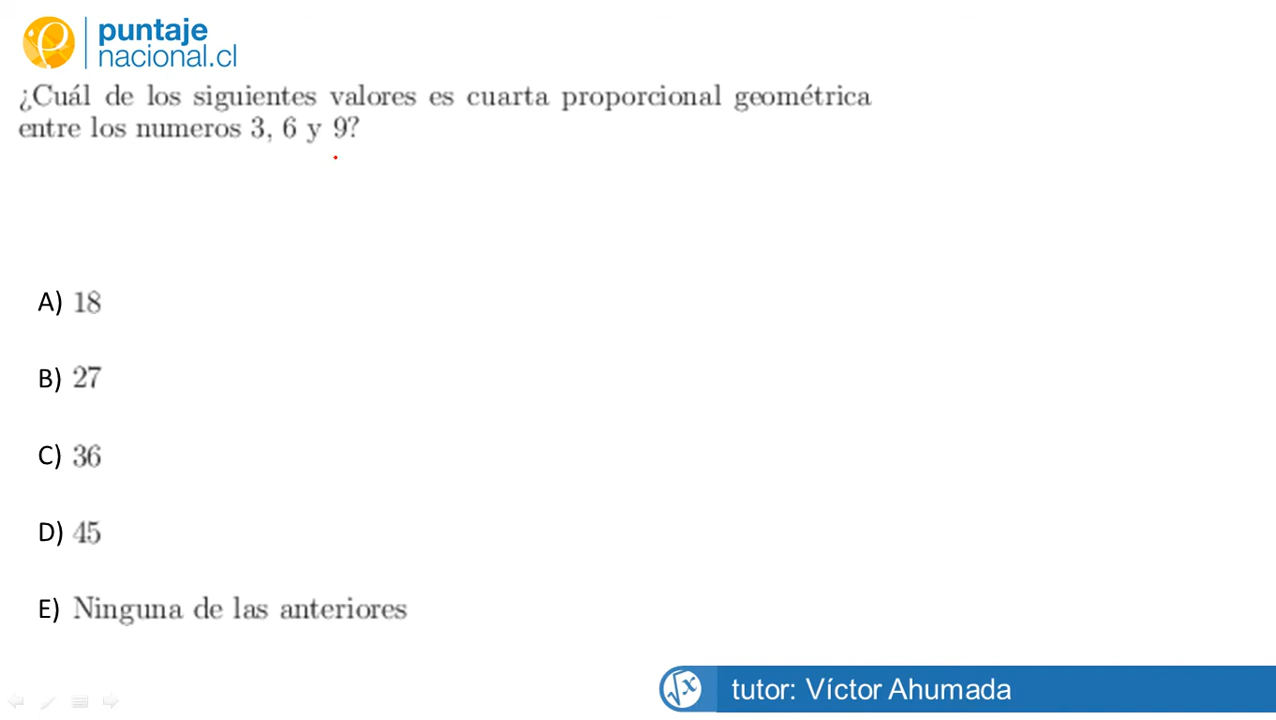 puntaje
nacional.cl
¿Cuál de los siguientes valores es cuarta proporcional geométrica
entre los numeros 3, 6 y 9?
A) 18
B) 27
C) 36
D) 45
E) Ninguna de las anteriores
√x
tutor: Víctor Ahumada